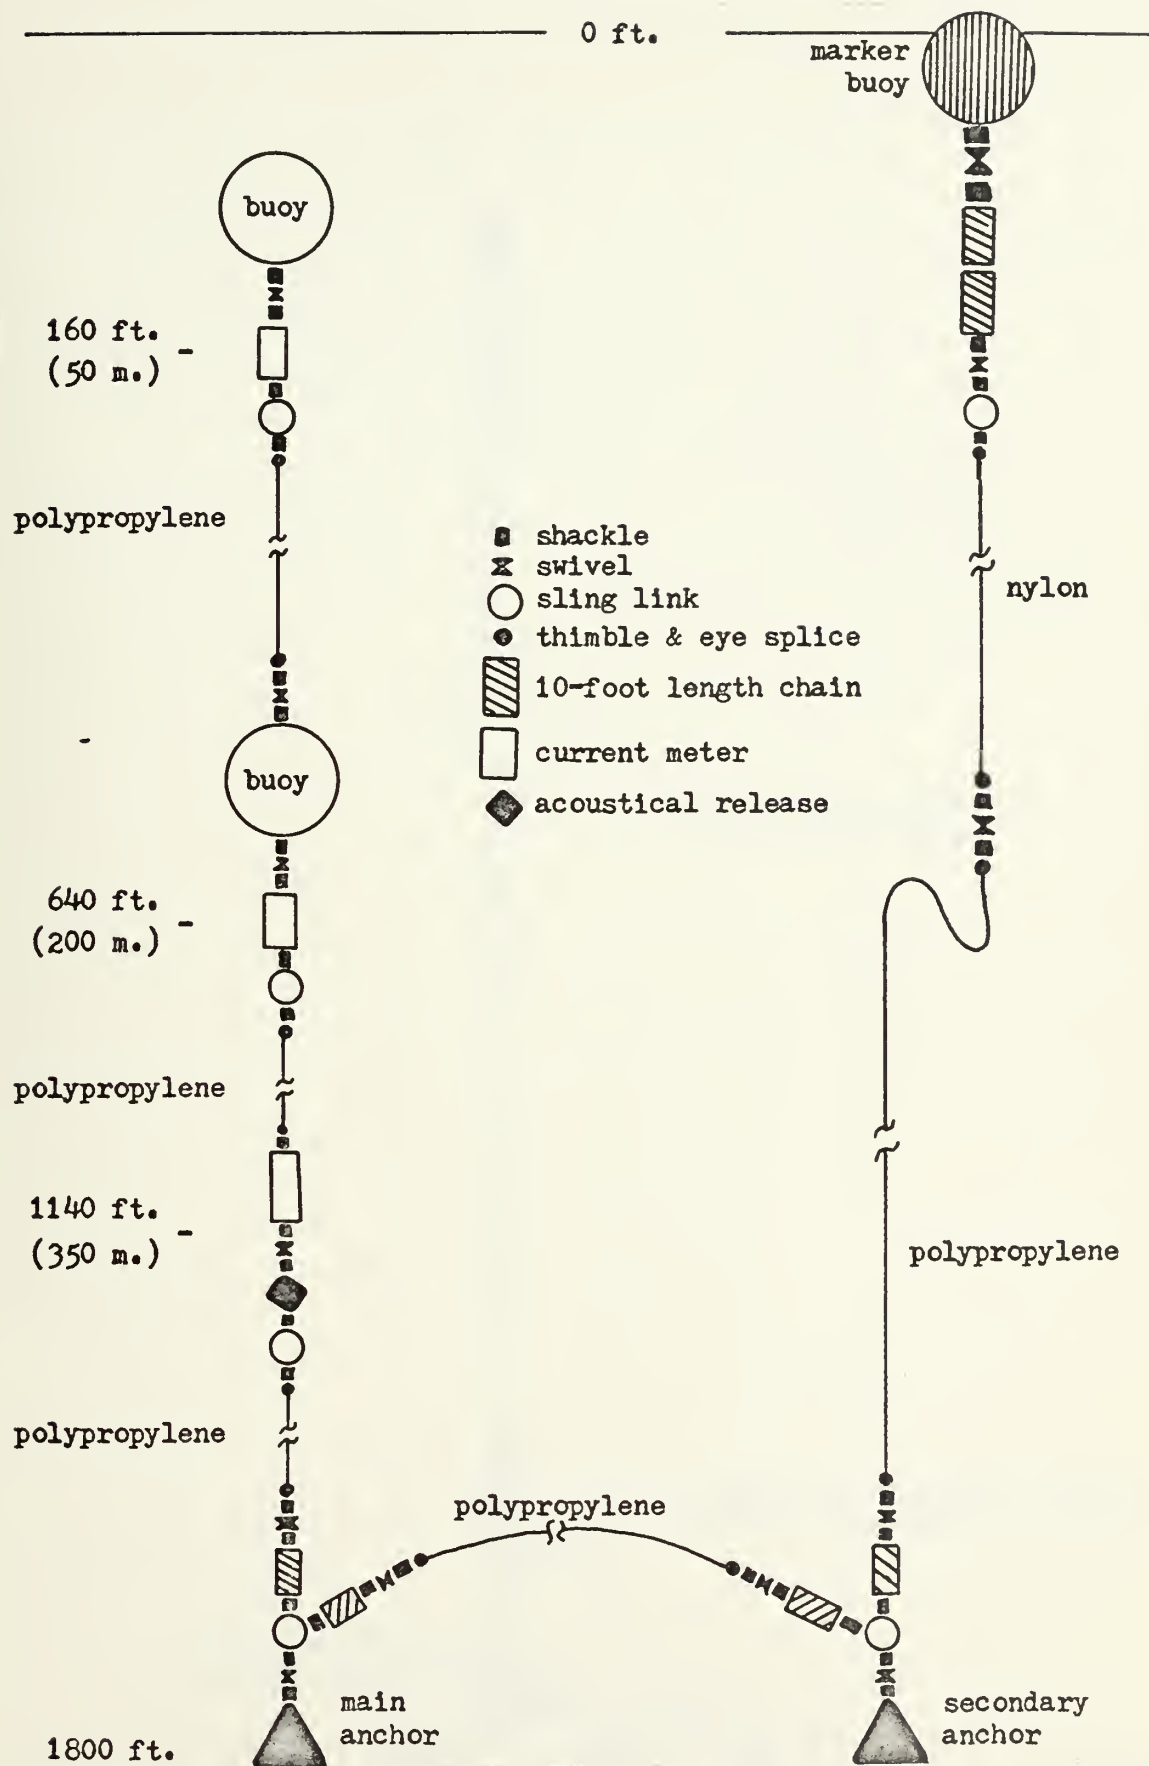 0 ft.
marker
buoy
buoy
160 ft.
(50 m.)
polypropylene
shackle
swivel
sling link
thimble & eye splice
10-foot length chain
current meter
acoustical release
nylon
buoy
640 ft.
(200 m.)
polypropylene
1140 ft.
(350 m.)
polypropylene
polypropylene
polypropylene
main
anchor
secondary
anchor
1800 ft.